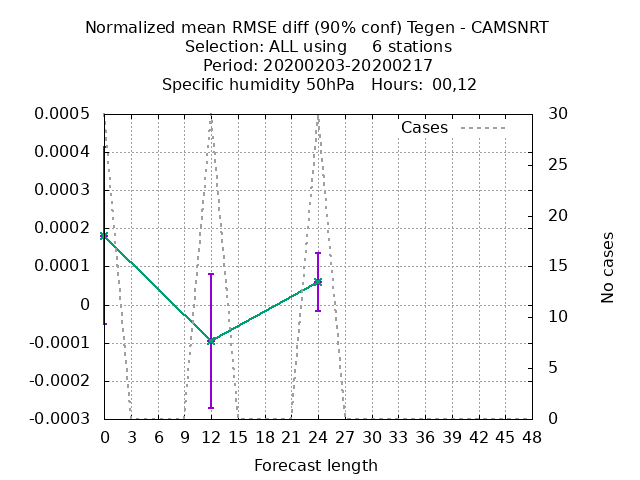 Normalized mean RMSE diff (90% conf) Tegen - CAMSNRT
Selection: ALL using     6 stations
Period: 20200203-20200217
Specific humidity 50hPa   Hours:  00,12
Cases
0.0005
0.0004
0.0003
0.0002
0.0001
0
-0.0001
-0.0002
-0.0003
30
25
20
15
10
5
0
No cases
0 3 6 9 12 15 18 21 24 27 30 33 36 39 42 45 48
Forecast length